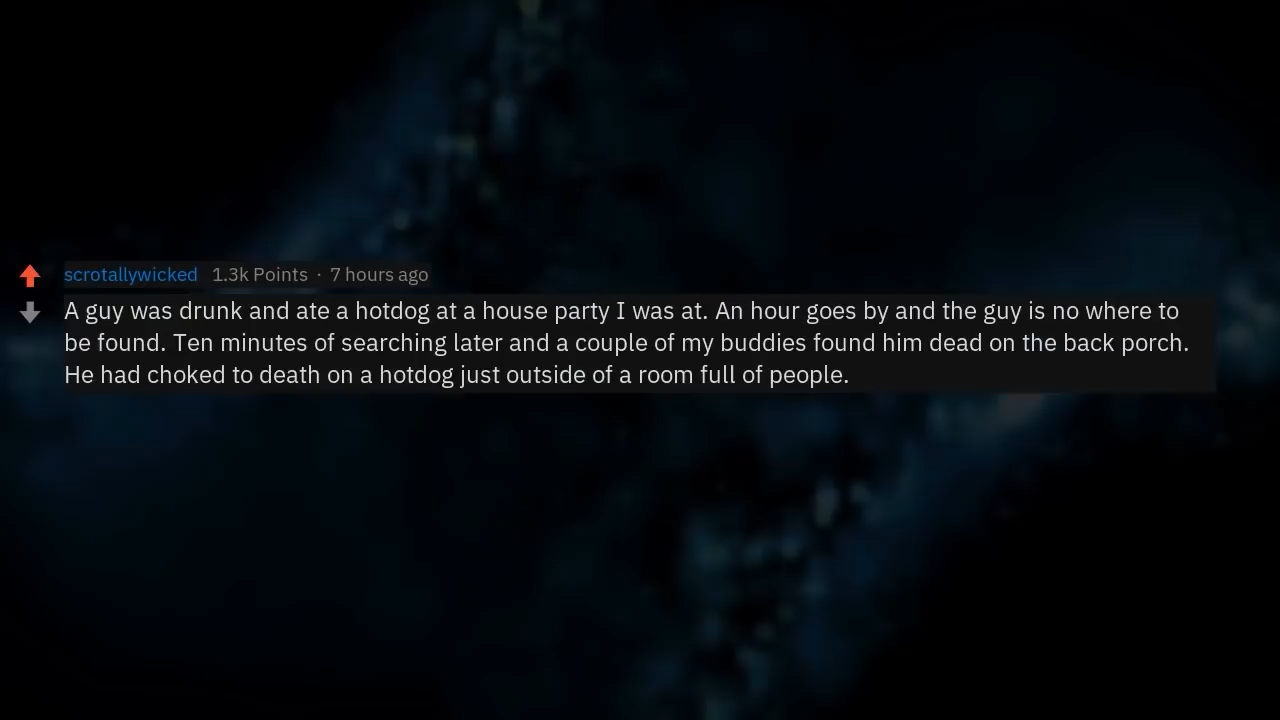 scrotallywicked 1.3k Points · 7 hours ago
A guy was drunk and ate a hotdog at a house party I was at. An hour goes by and the guy is no where to
be found. Ten minutes of searching later and a couple of my buddies found him dead on the back porch.
He had choked to death on a hotdog just outside of a room full of people.